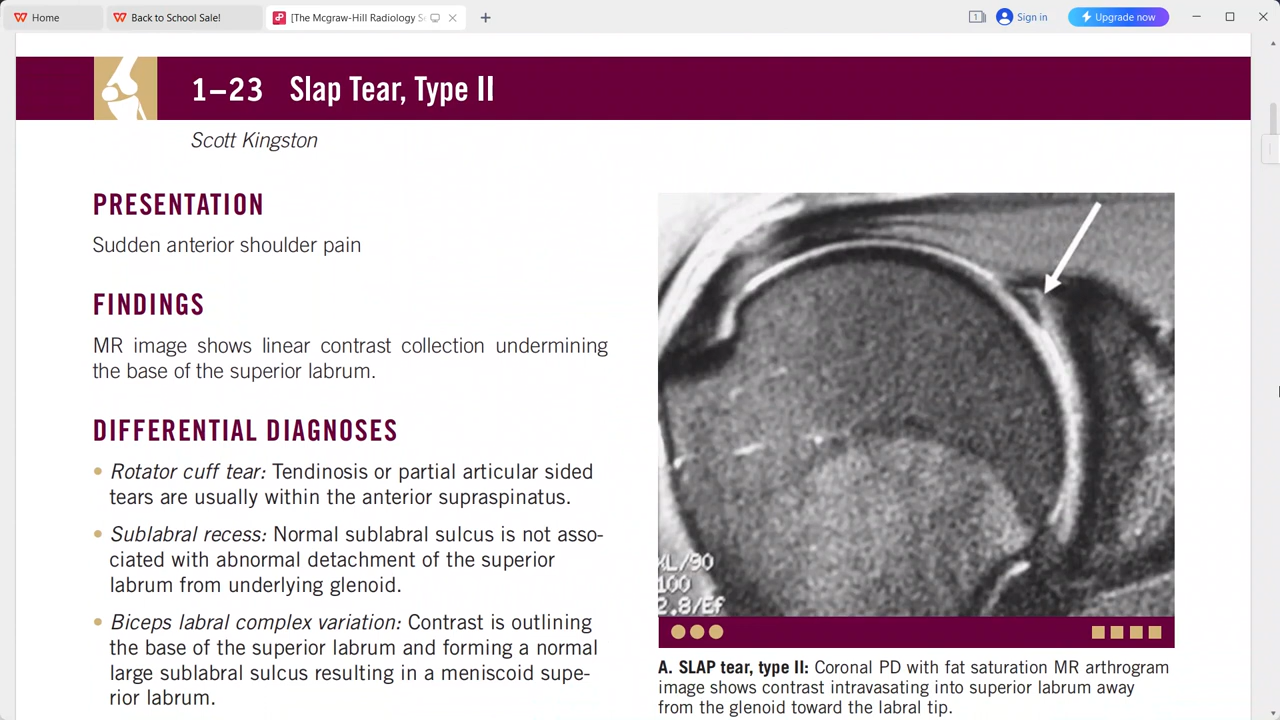 Home
Back to School Sale!
[The Mcgraw-Hill Radiology S
1
Sign in
Upgrade now
1–23 Slap Tear, Type II
Scott Kingston
PRESENTATION
Sudden anterior shoulder pain
FINDINGS
MR image shows linear contrast collection undermining
the base of the superior labrum.
DIFFERENTIAL DIAGNOSES
• Rotator cuff tear: Tendinosis or partial articular sided
tears are usually within the anterior supraspinatus.
• Sublabral recess: Normal sublabral sulcus is not asso-
ciated with abnormal detachment of the superior
labrum from underlying glenoid.
• Biceps labral complex variation: Contrast is outlining
the base of the superior labrum and forming a normal
large sublabral sulcus resulting in a meniscoid supe-
rior labrum.
XL/90
100
2.8/Ef
A. SLAP tear, type II: Coronal PD with fat saturation MR arthrogram
image shows contrast intravasating into superior labrum away
from the glenoid toward the labral tip.